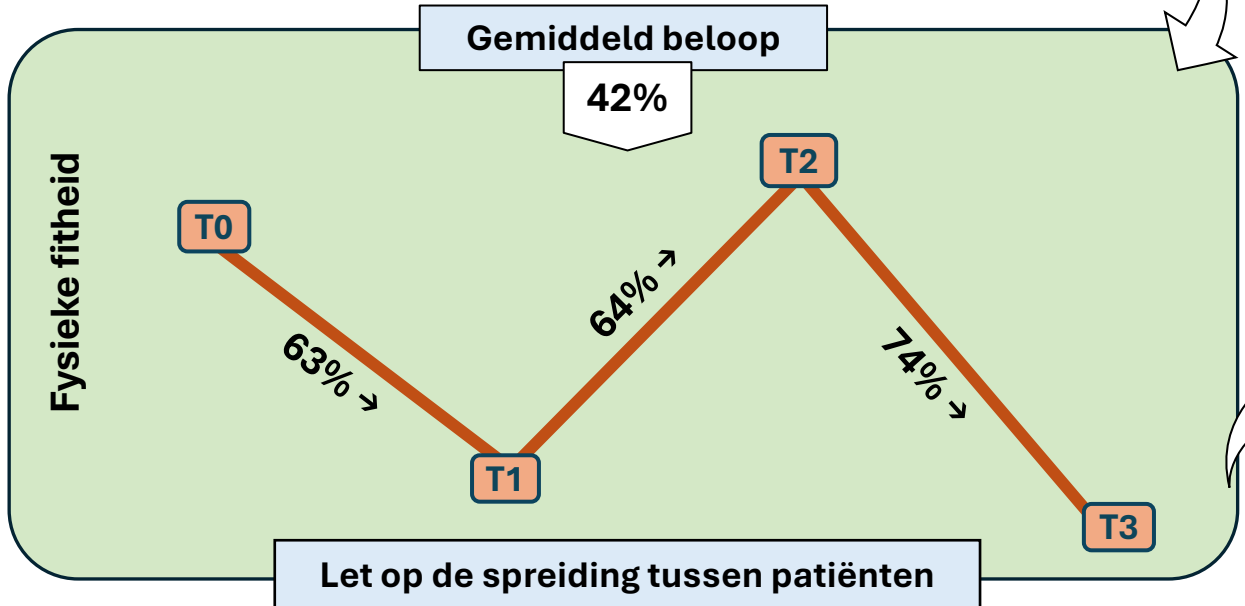 Gemiddeld beloop
42%
Fysieke fitheid
T0
T2
63% →
64% →
74% →
T1
T3
Let op de spreiding tussen patiënten